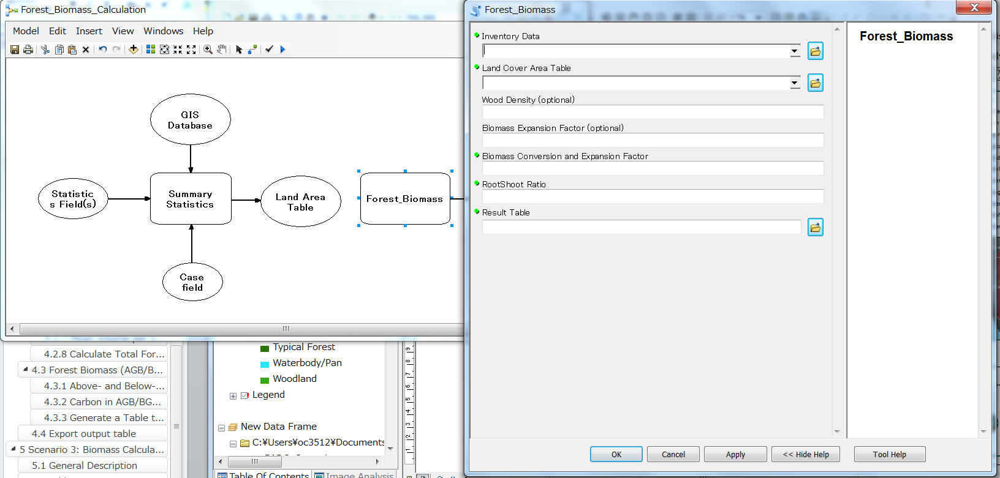 Forest_Biomass_Calculation
Model Edit Insert View Windows Help
GIS
Database
Statistic
s Field(s)
Summary
Statistics
Land Area
Table
Forest_Biomass
Case
field
4.2.8 Calculate Total For...
4.3 Forest Biomass (AGB/B...
4.3.1 Above- and Below-...
4.3.2 Carbon in AGB/BG...
4.3.3 Generate a Table t...
4.4 Export output table
5 Scenario 3: Biomass Calcula...
5.1 General Description
Typical Forest
Waterbody/Pan
Woodland
Legend
New Data Frame
C:¥Users¥oc3512¥Documents
Table Of Contents
Image Analysis
Forest_Biomass
Inventory Data
Land Cover Area Table
Wood Density (optional)
Biomass Expansion Factor (optional)
Biomass Conversion and Expansion Factor
RootShoot Ratio
Result Table
OK
Cancel
Apply
<< Hide Help
Forest_Biomass
Tool Help